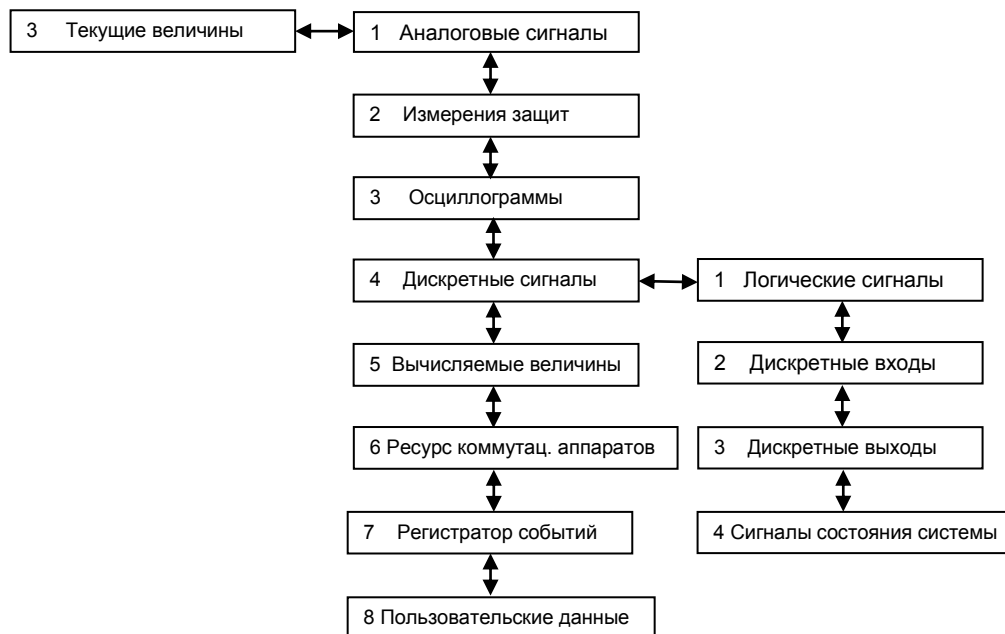 3 Текущие величины
1 Аналоговые сигналы
2 Измерения защит
3 Осциллограммы
4 Дискретные сигналы
1 Логические сигналы
5 Вычисляемые величины
2 Дискретные входы
6 Ресурс коммутац. аппаратов
3 Дискретные выходы
7 Регистратор событий
4 Сигналы состояния системы
8 Пользовательские данные